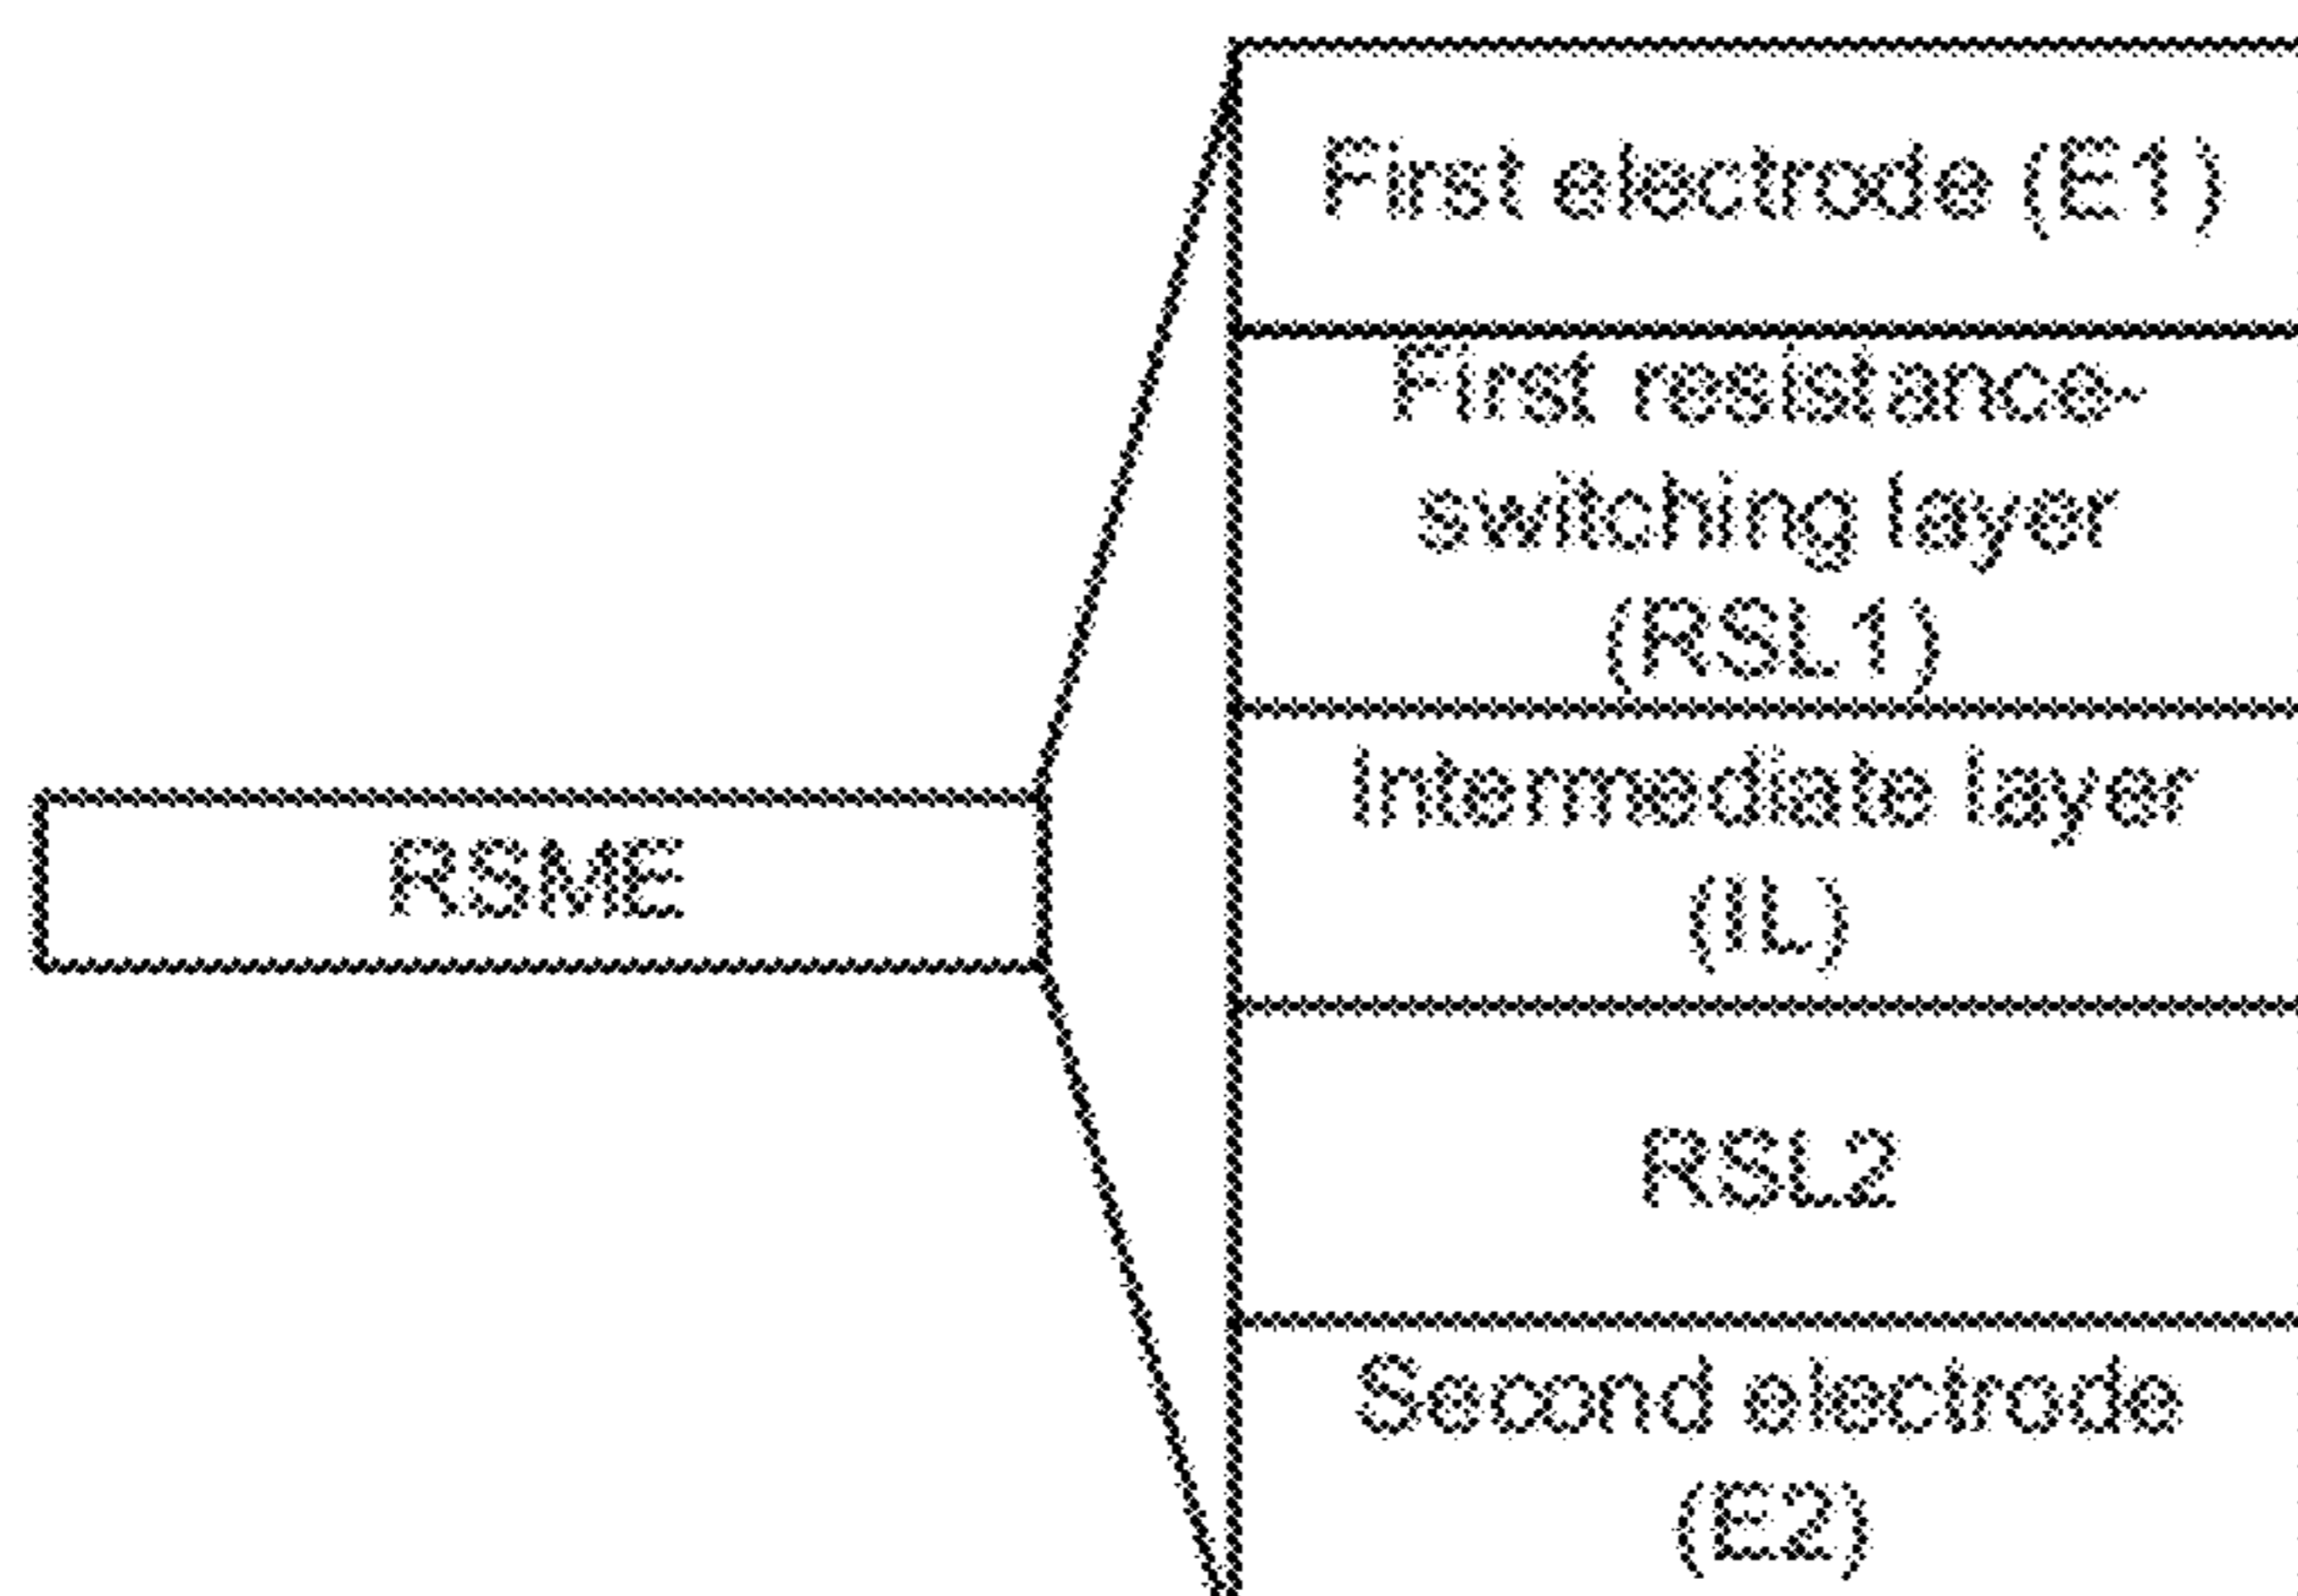 First electrode (E1)
First resistance-
switching layer
(RSL1)
Intermediate layer
(IL)
RSME
RSL2
Second electrode
(E2)